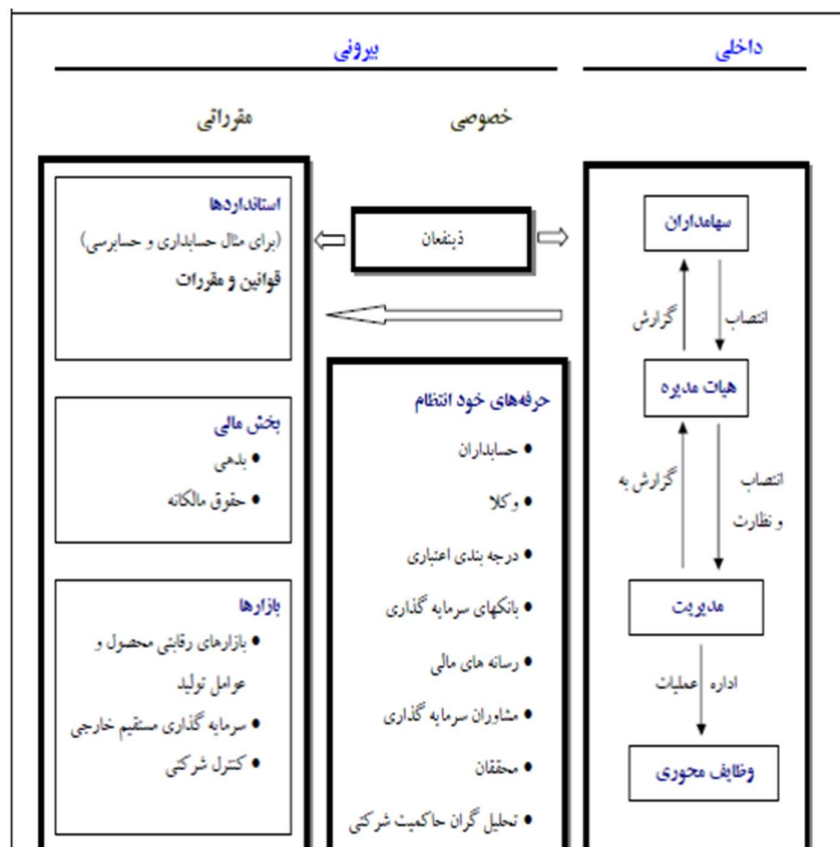 داخلی
بیرونی
خصوصی
مقرراتی
سهامداران
انتصاب
گزارش
هیات مدیره
انتصاب
و نظارت
گزارش به
مدیریت
اداره عملیات
وظایف محوری
ذینفعان
حرفه‌های خود انتظام
• حسابداران
• وکلا
• درجه بندی اعتباری
• بانکهای سرمایه گذاری
• رسانه های مالی
• مشاوران سرمایه گذاری
• محققان
• تحلیل گران حاکمیت شرکتی
استانداردها
(برای مثال حسابداری و حسابرسی)
قوانین و مقررات
بخش مالی
• بدهی
• حقوق مالکانه
بازارها
• بازارهای رقابتی محصول و
عوامل تولید
• سرمایه گذاری مستقیم خارجی
• کنترل شرکتی